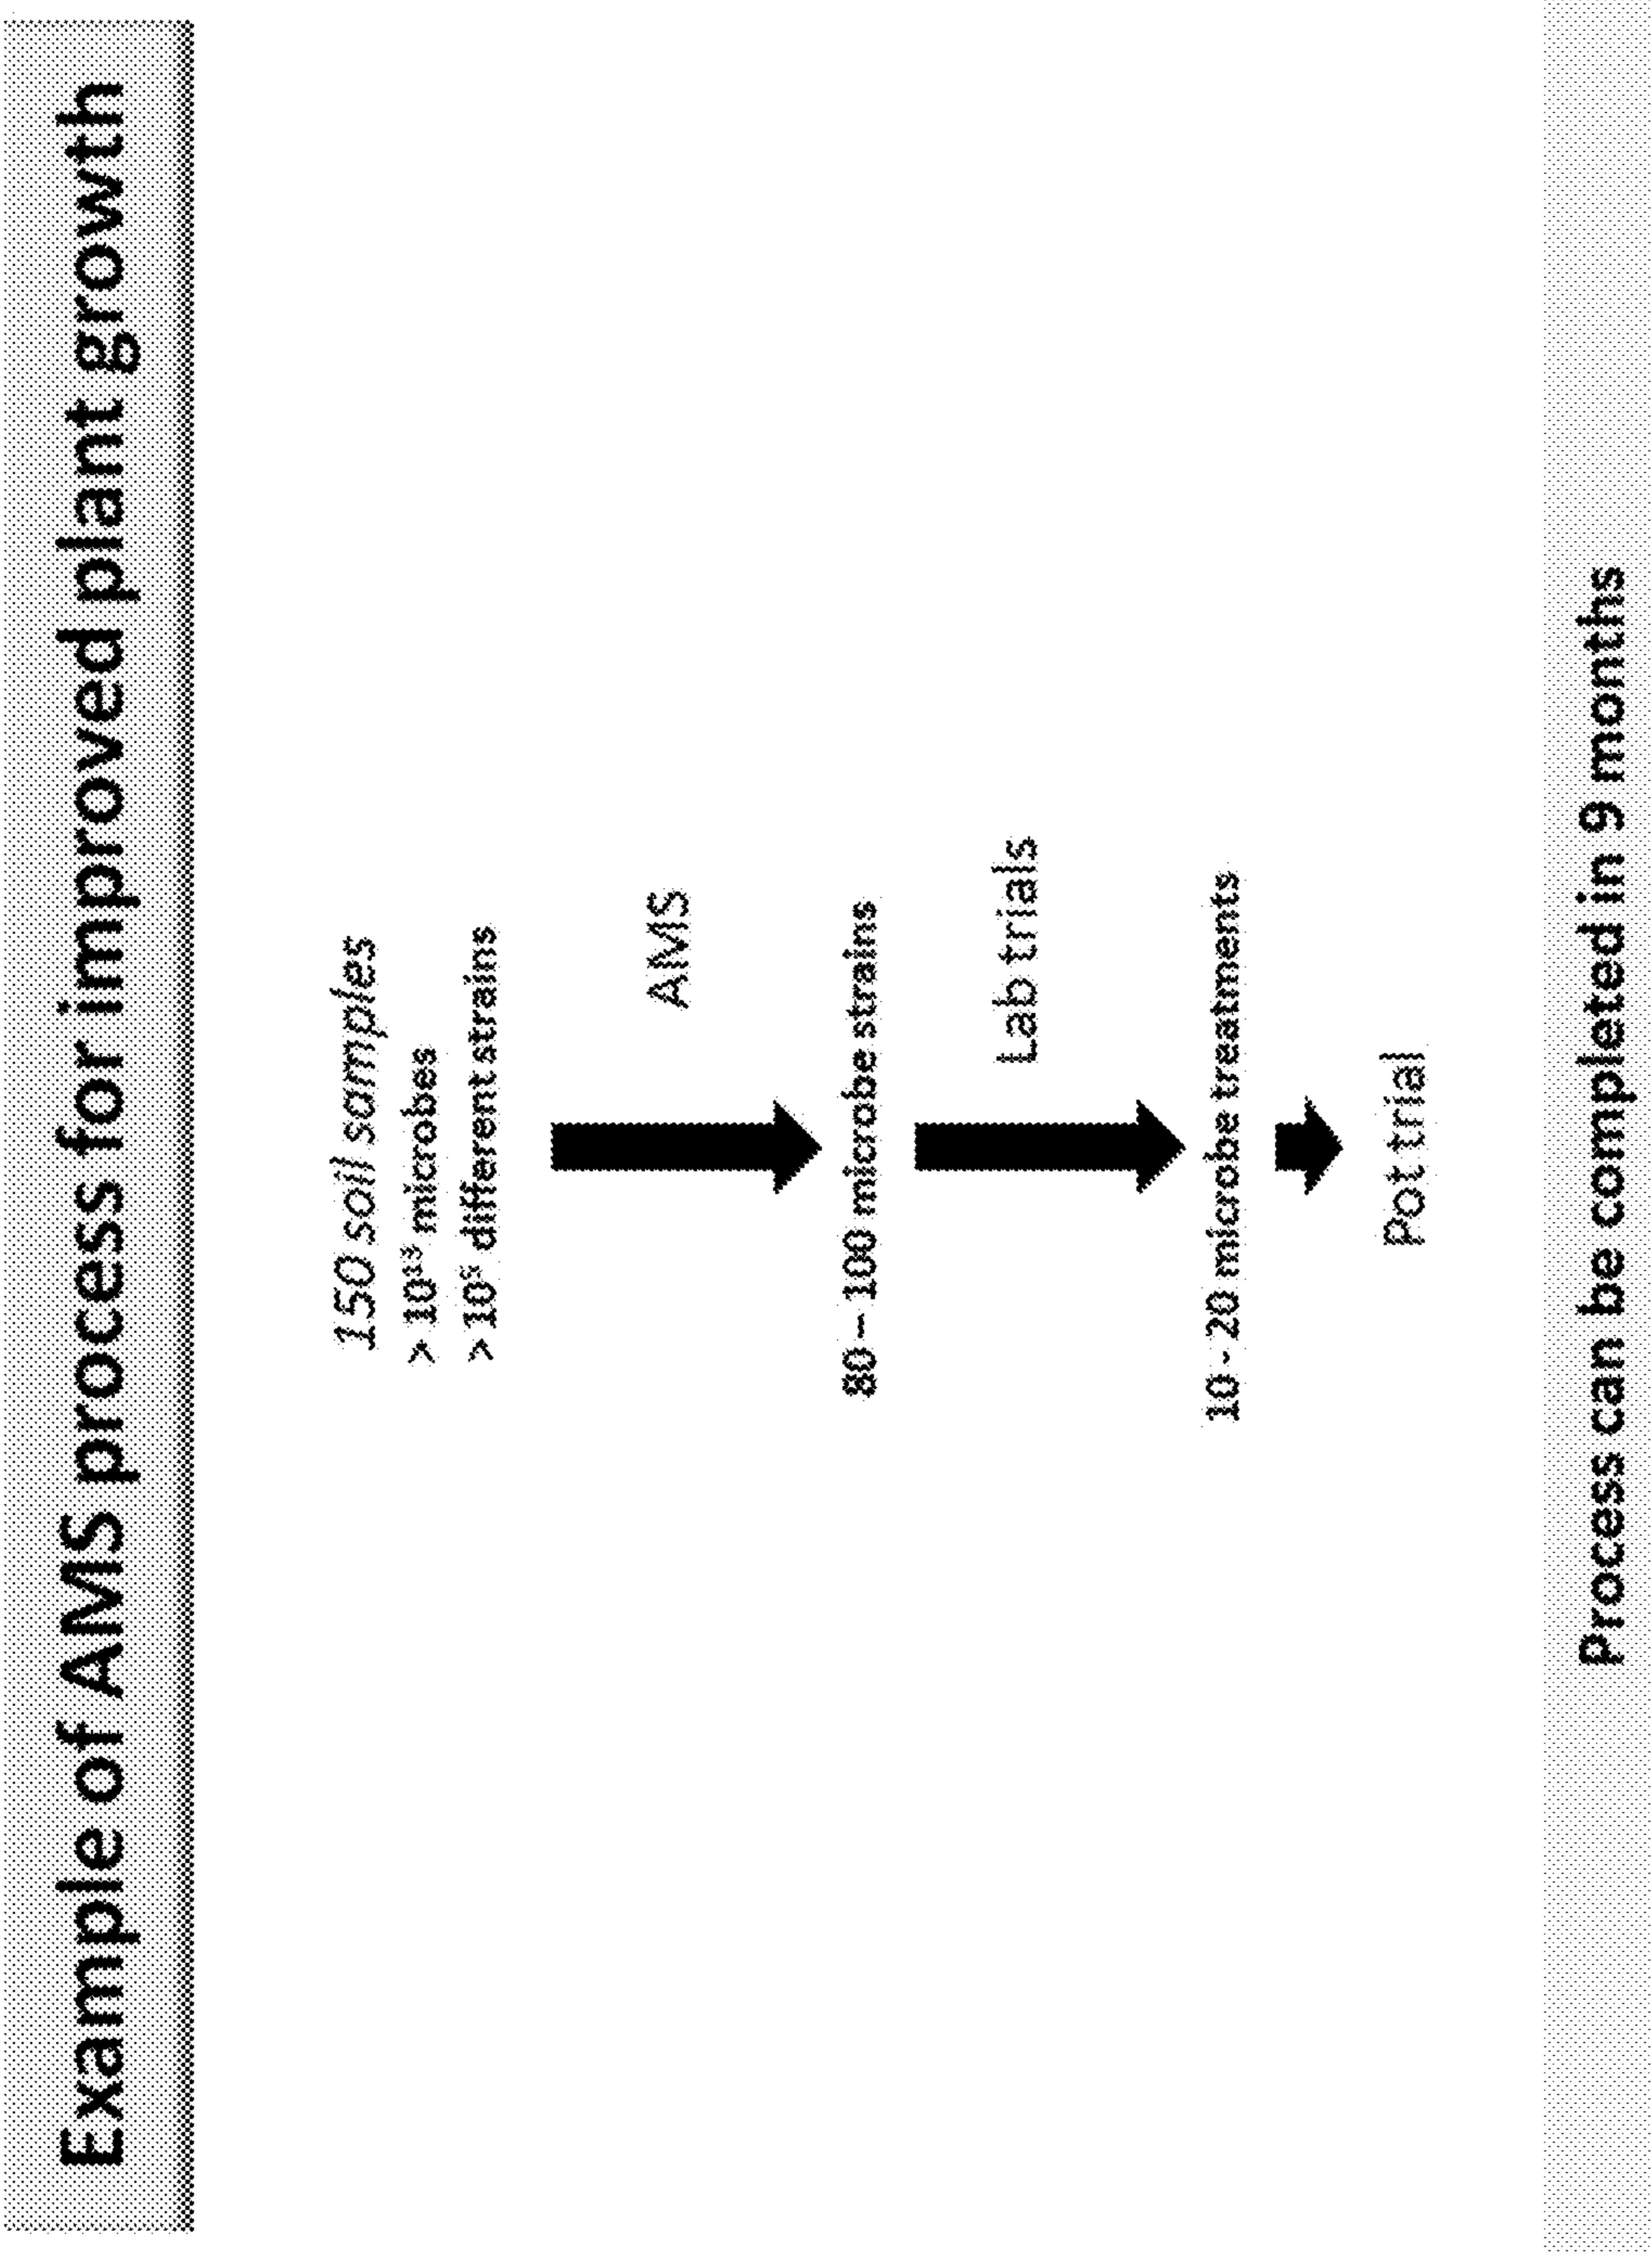 Example of AMS process for improved plant growth
150 soil samples
> 10¹³ microbes
> 10⁵ different strains
AMS
80 – 100 microbe strains
Lab trials
10 - 20 microbe treatments
Pot trial
Process can be completed in 9 months